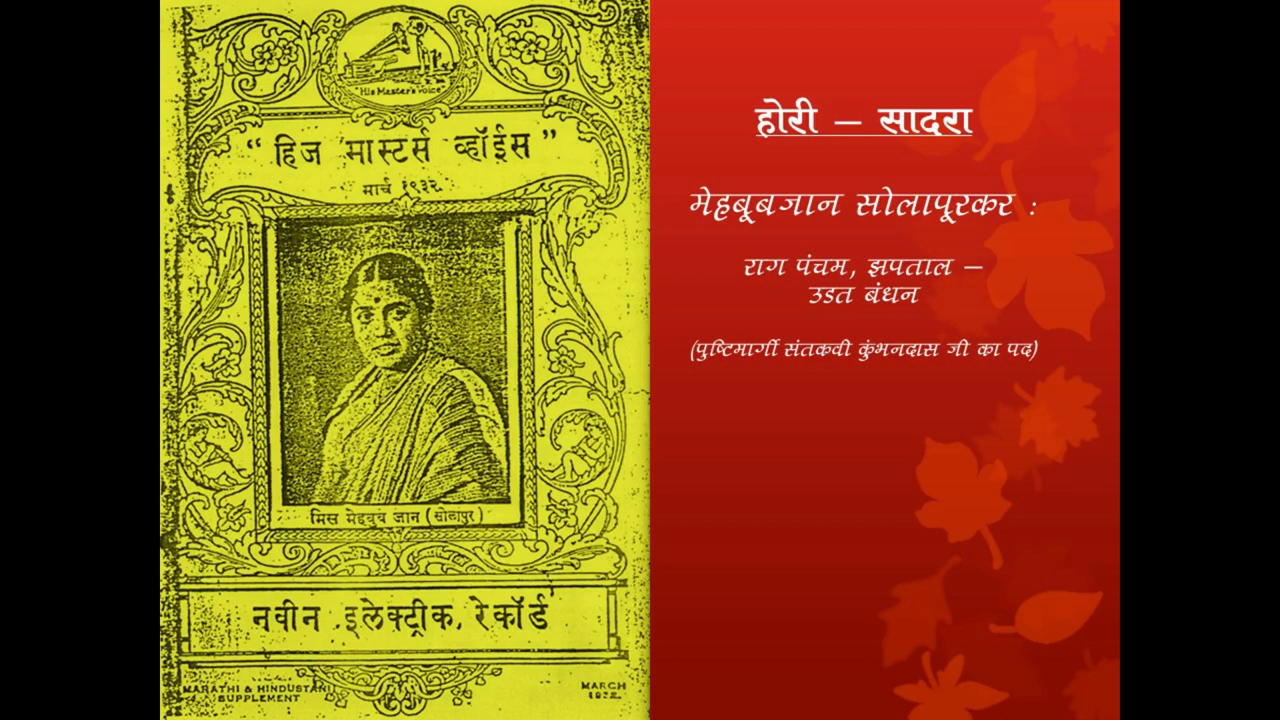 "His Master's Voice"
“ हिज मास्टर्स व्हॉईस ”
मार्च १९३२
मिस मेहबुब जान (सोलापुर)
नवीन इलेक्ट्रीक. रेकॉर्ड
MARATHI & HINDUSTANI
SUPPLEMENT
MARCH
1932.
होरी – सादरा
मेहबूबजान सोलापूरकर :
राग पंचम, झपताल –
उडत बंधन
(पुष्टिमार्गी संतकवी कुंभनदास जी का पद)